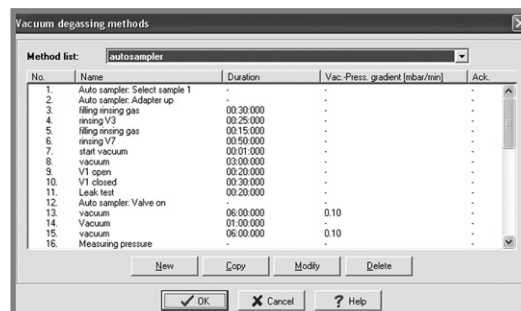 Vacuum degassing methods
Method list: autosampler
No. Name Duration Vac.-Press. gradient [mbar/min] Ack.
1. Auto sampler: Select sample 1 - - -
2. Auto sampler: Adapter up - - -
3. filling rinsing gas 00:30:000 - -
4. rinsing V3 00:25:000 - -
5. filling rinsing gas 00:15:000 - -
6. rinsing V7 00:50:000 - -
7. start vacuum 00:01:000 - -
8. vacuum 03:00:000 - -
9. V1 open 00:20:000 - -
10. V1 closed 00:30:000 - -
11. Leak test 00:20:000 - -
12. Auto sampler: Valve on - - -
13. vacuum 06:00:000 0.10 -
14. Vacuum 01:00:000 - -
15. vacuum 06:00:000 0.10 -
16. Measuring pressure - - -
New Copy Modify Delete
OK Cancel ? Help